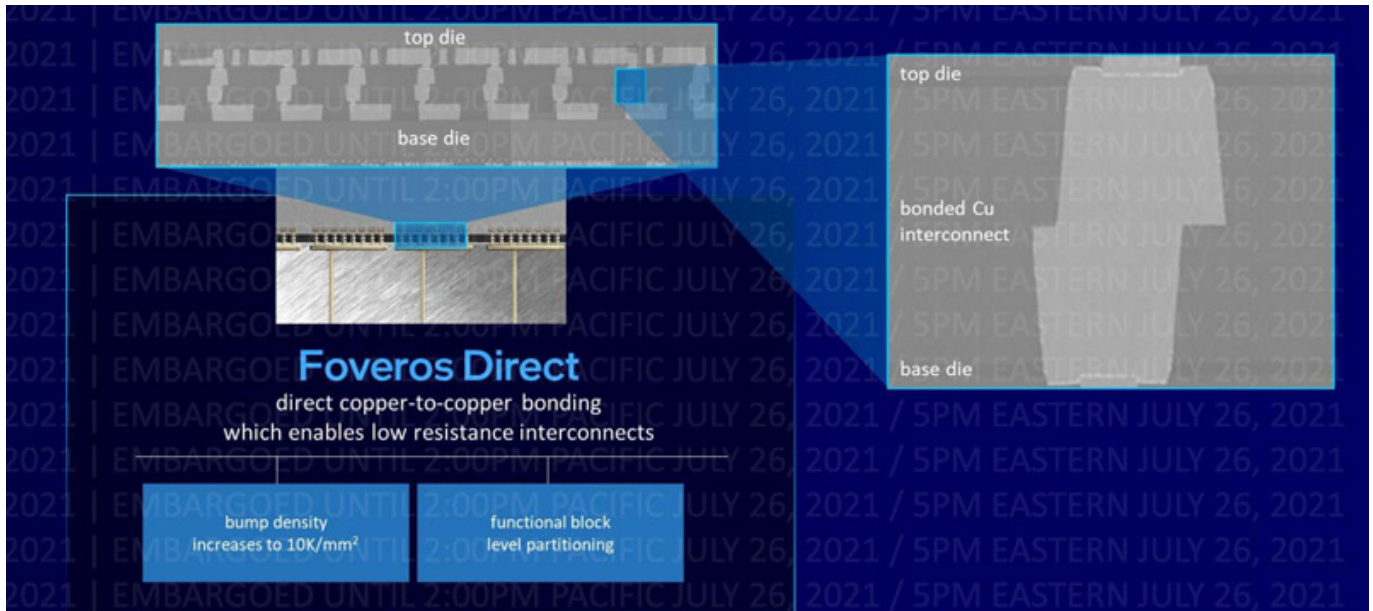 2021 | EMBARGOED UNTIL 2:00PM PACIFIC JULY 26, 2021 / 5PM EASTERN JULY 26, 2021
top die
base die
top die
bonded Cu
interconnect
base die
Foveros Direct
direct copper-to-copper bonding
which enables low resistance interconnects
bump density
increases to 10K/mm²
functional block
level partitioning